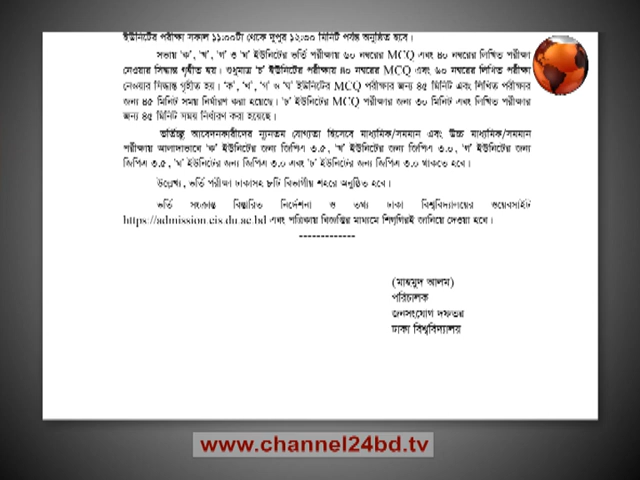 ইউনিটের পরীক্ষা সকাল ১১:০০টা থেকে দুপুর ১২:৩০ মিনিট পর্যন্ত অনুষ্ঠিত হবে।
সভায় ‘ক’, ‘খ’, ‘গ’ ও ‘ঘ’ ইউনিটের ভর্তি পরীক্ষায় ৬০ নম্বরের MCQ এবং ৪০ নম্বরের লিখিত পরীক্ষা
নেওয়ার সিদ্ধান্ত গৃহীত হয়। শুধুমাত্র ‘চ’ ইউনিটের পরীক্ষায় ৪০ নম্বরের MCQ এবং ৬০ নম্বরের লিখিত পরীক্ষা
নেওয়ার সিদ্ধান্ত গৃহীত হয়। ‘ক’, ‘খ’, ‘গ’ ও ‘ঘ’ ইউনিটের MCQ পরীক্ষার জন্য ৪৫ মিনিট এবং লিখিত পরীক্ষার
জন্য ৪৫ মিনিট সময় নির্ধারণ করা হয়েছে। ‘চ’ ইউনিটের MCQ পরীক্ষার জন্য ৩০ মিনিট এবং লিখিত পরীক্ষার
জন্য ৪৫ মিনিট সময় নির্ধারণ করা হয়েছে।
ভর্তিচ্ছু আবেদনকারীদের ন্যূনতম যোগ্যতা হিসেবে মাধ্যমিক/সমমান এবং উচ্চ মাধ্যমিক/সমমান
পরীক্ষায় আলাদাভাবে ‘ক’ ইউনিটের জন্য জিপিএ ৩.৫, ‘খ’ ইউনিটের জন্য জিপিএ ৩.০, ‘গ’ ইউনিটের জন্য
জিপিএ ৩.৫, ‘ঘ’ ইউনিটের জন্য জিপিএ ৩.০ এবং ‘চ’ ইউনিটের জন্য জিপিএ ৩.০ থাকতে হবে।
উল্লেখ্য, ভর্তি পরীক্ষা ঢাকাসহ ৮টি বিভাগীয় শহরে অনুষ্ঠিত হবে।
ভর্তি সংক্রান্ত বিস্তারিত নির্দেশনা ও তথ্য ঢাকা বিশ্ববিদ্যালয়ের ওয়েবসাইট
https://admission.eis.du.ac.bd এবং পত্রিকায় বিজ্ঞপ্তির মাধ্যমে শিগগিরই জানিয়ে দেওয়া হবে।
-------------
(মাহমুদ আলম)
পরিচালক
জনসংযোগ দফতর
ঢাকা বিশ্ববিদ্যালয়
www.channel24bd.tv